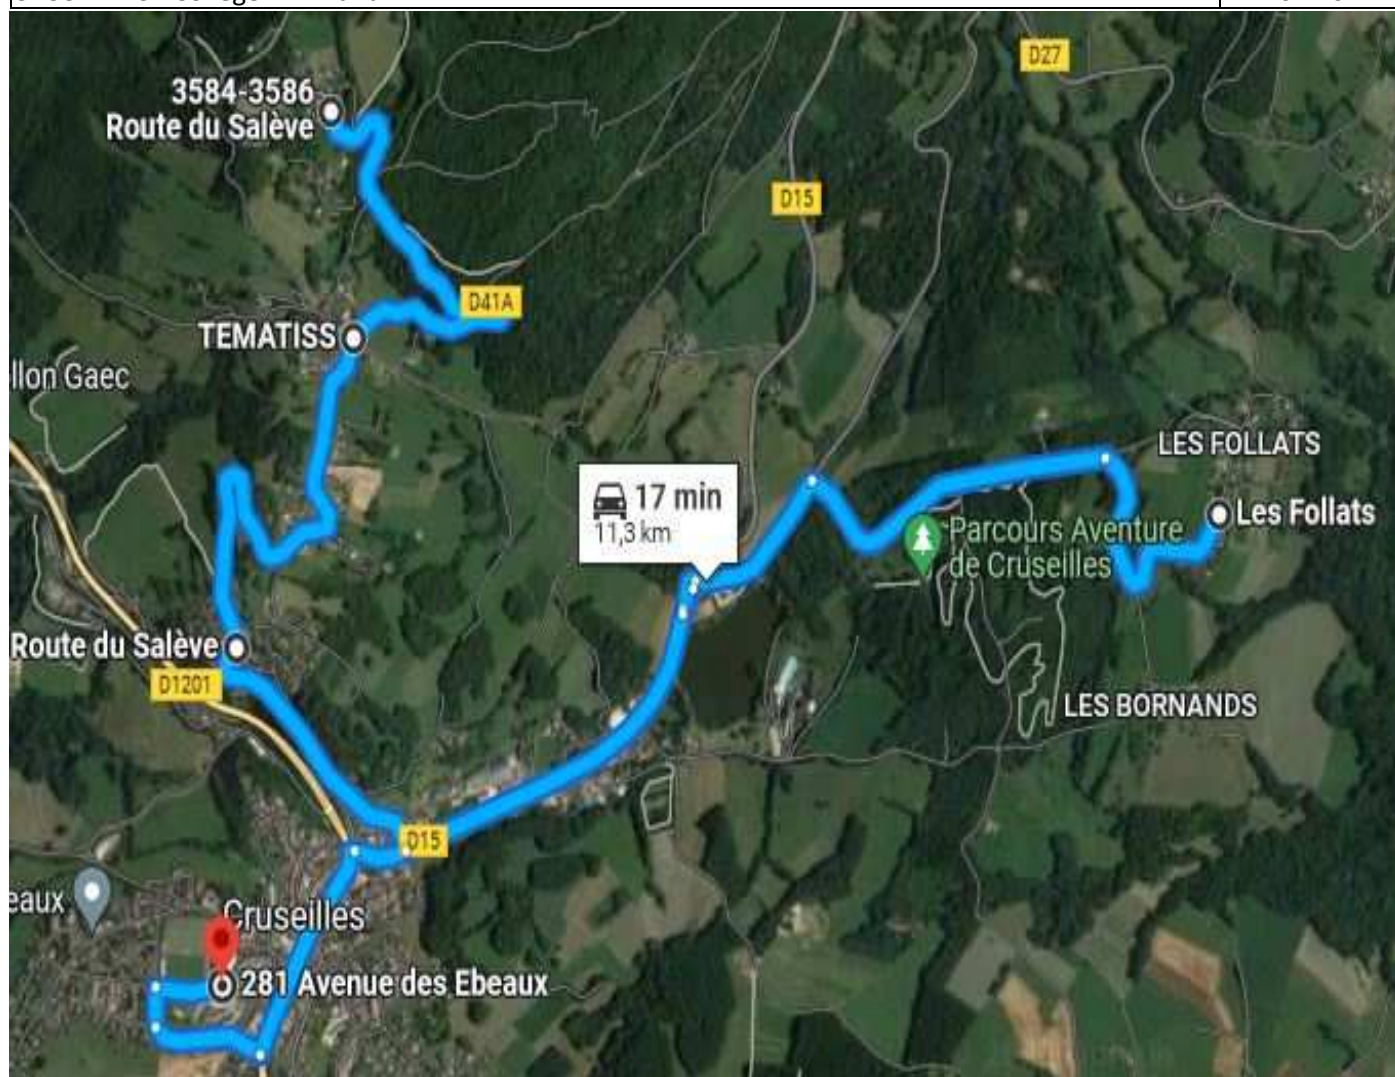 D27
3584-3586
Route du Salève
D15
D41A
TEMATISS
llon Gaec
LES FOLLATS
17 min
11,3 km
Les Follats
Parcours Aventure
de Cruseilles
Route du Salève
D1201
LES BORNANDS
D15
eaux
Cruseilles
281 Avenue des Ebeaux